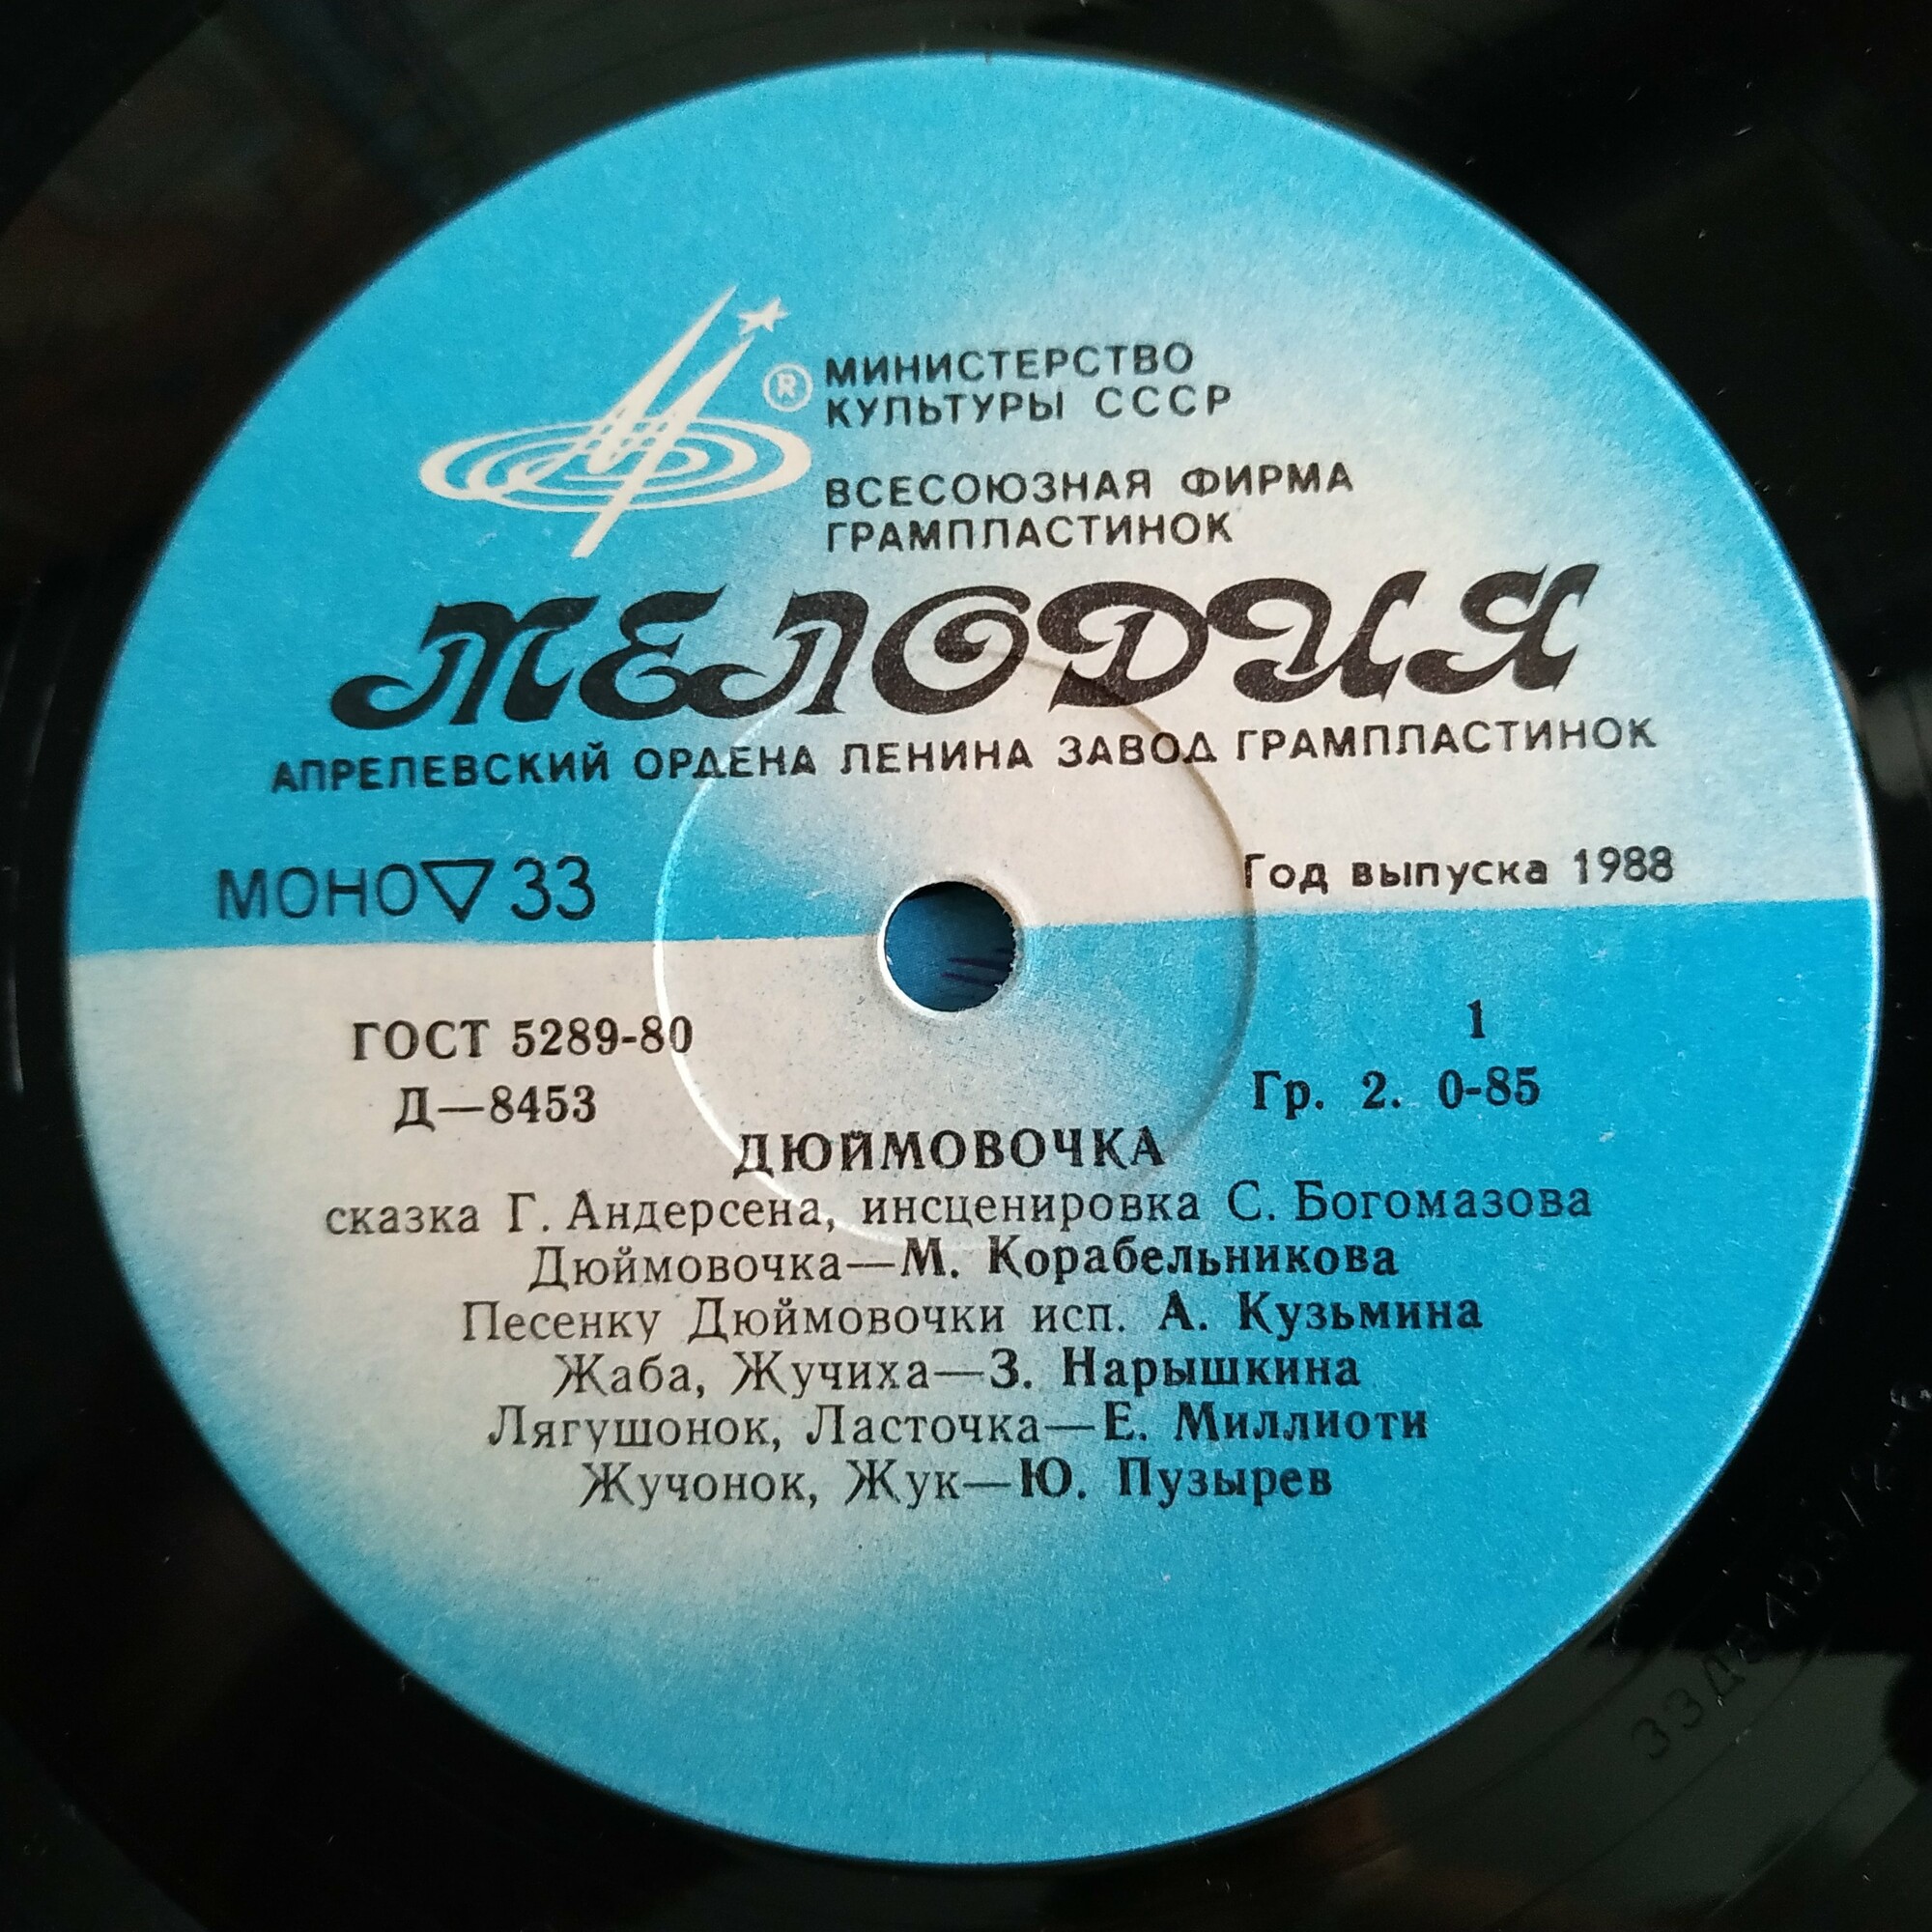 ®
МИНИСТЕРСТВО
КУЛЬТУРЫ СССР
ВСЕСОЮЗНАЯ ФИРМА
ГРАМПЛАСТИНОК
МЕЛОДИЯ
АПРЕЛЕВСКИЙ ОРДЕНА ЛЕНИНА ЗАВОД ГРАМПЛАСТИНОК
МОНО▽33
Год выпуска 1988
ГОСТ 5289-80
Д—8453
1
Гр. 2. 0-85
ДЮЙМОВОЧКА
сказка Г. Андерсена, инсценировка С. Богомазова
Дюймовочка—М. Корабельникова
Песенку Дюймовочки исп. А. Кузьмина
Жаба, Жучиха—З. Нарышкина
Лягушонок, Ласточка—Е. Миллиоти
Жучонок, Жук—Ю. Пузырев